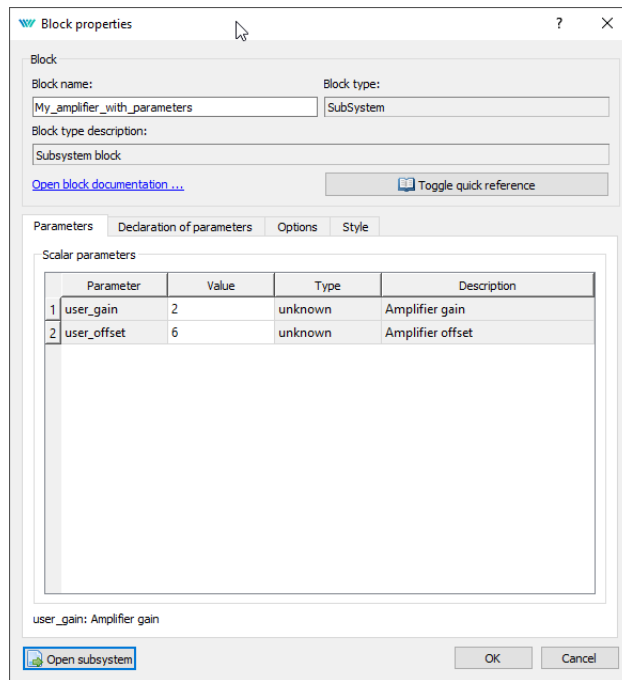 Block properties
?
Block
Block name:
Block type:
My_amplifier_with_parameters
SubSystem
Block type description:
Subsystem block
Open block documentation ...
Toggle quick reference
Parameters
Declaration of parameters
Options
Style
Scalar parameters
Parameter Value Type Description
1 user_gain 2 unknown Amplifier gain
2 user_offset 6 unknown Amplifier offset
user_gain: Amplifier gain
Open subsystem
OK
Cancel